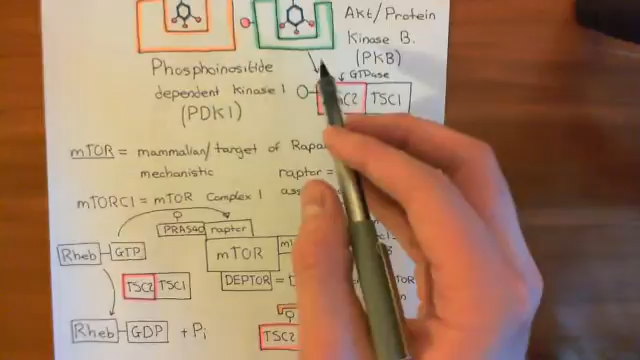 Akt/Protein
Kinase B.
(PKB)
Phosphoinositide
dependent Kinase 1
(PDK1)
GTPase
TSC1
mTOR = mammalian/ target of
mechanistic
raptor =
mTORC1 = mTOR Complex 1
PRAS40 raptor
Rheb GTP
mTOR
TSC2 TSC1
DEPTOR =
Rheb GDP + Pi
TSC2